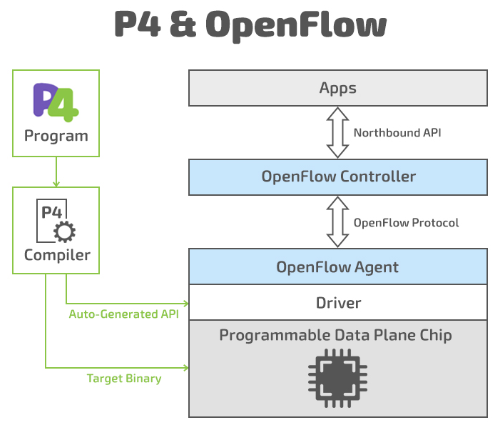 P4 & OpenFlow
P4
Program
P4
Compiler
Auto-Generated API
Target Binary
Apps
Northbound API
OpenFlow Controller
OpenFlow Protocol
OpenFlow Agent
Driver
Programmable Data Plane Chip